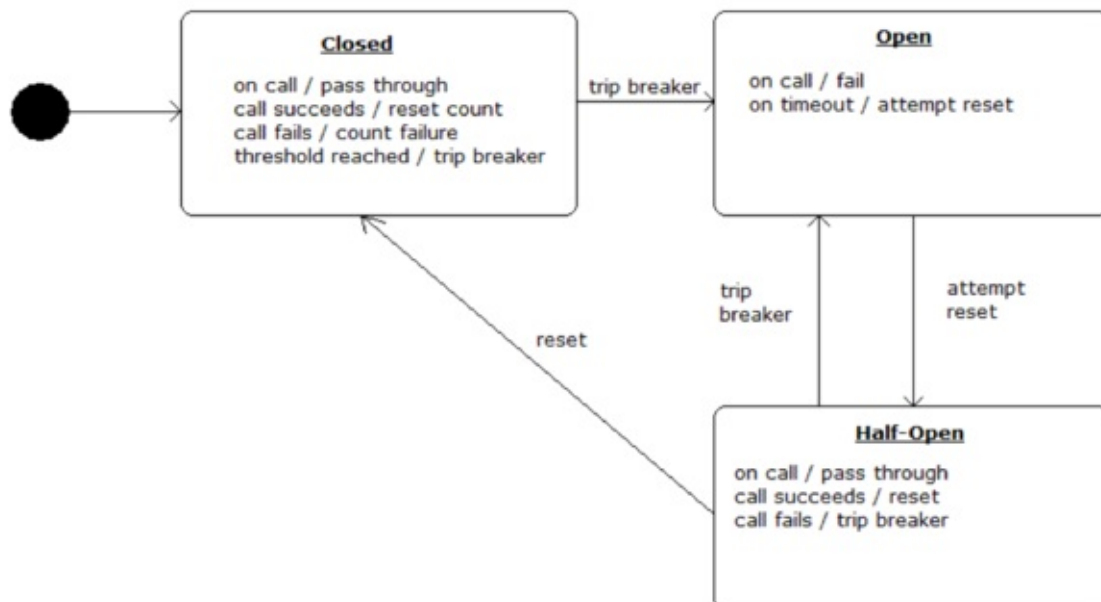 Closed
on call / pass through
call succeeds / reset count
call fails / count failure
threshold reached / trip breaker
trip breaker
Open
on call / fail
on timeout / attempt reset
trip
breaker
attempt
reset
reset
Half-Open
on call / pass through
call succeeds / reset
call fails / trip breaker